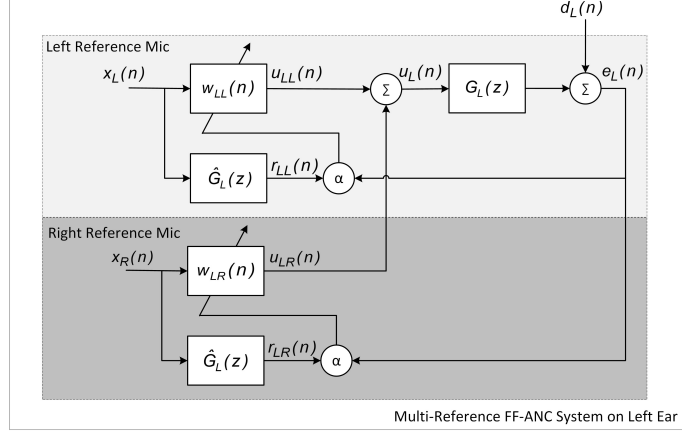 d_L(n)
Left Reference Mic
x_L(n)
w_LL(n)
u_LL(n)
Σ
u_L(n)
G_L(z)
Σ
e_L(n)
Ĝ_L(z)
r_LL(n)
α
Right Reference Mic
x_R(n)
w_LR(n)
u_LR(n)
Ĝ_L(z)
r_LR(n)
α
Multi-Reference FF-ANC System on Left Ear